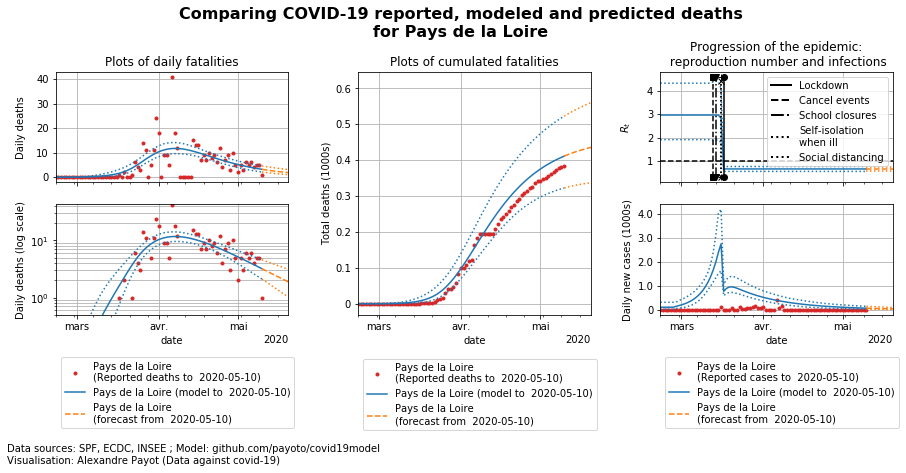 Comparing COVID-19 reported, modeled and predicted deaths
for Pays de la Loire
Plots of daily fatalities
Daily deaths
40
30
20
10
0
Daily deaths (log scale)
10¹
10⁰
mars
avr.
mai
date
2020
Pays de la Loire
(Reported deaths to  2020-05-10)
Pays de la Loire (model to  2020-05-10)
Pays de la Loire
(forecast from  2020-05-10)
Plots of cumulated fatalities
Total deaths (1000s)
0.6
0.5
0.4
0.3
0.2
0.1
0
mars
avr.
mai
date
2020
Pays de la Loire
(Reported deaths to  2020-05-10)
Pays de la Loire (model to  2020-05-10)
Pays de la Loire
(forecast from  2020-05-10)
Progression of the epidemic:
reproduction number and infections
Rₜ
4
3
2
1
Lockdown
Cancel events
School closures
Self-isolation
when ill
Social distancing
Daily new cases (1000s)
4.0
3.0
2.0
1.0
0
mars
avr.
mai
date
2020
Pays de la Loire
(Reported cases to  2020-05-10)
Pays de la Loire (model to  2020-05-10)
Pays de la Loire
(forecast from  2020-05-10)
Data sources: SPF, ECDC, INSEE ; Model: github.com/payoto/covid19model
Visualisation: Alexandre Payot (Data against covid-19)